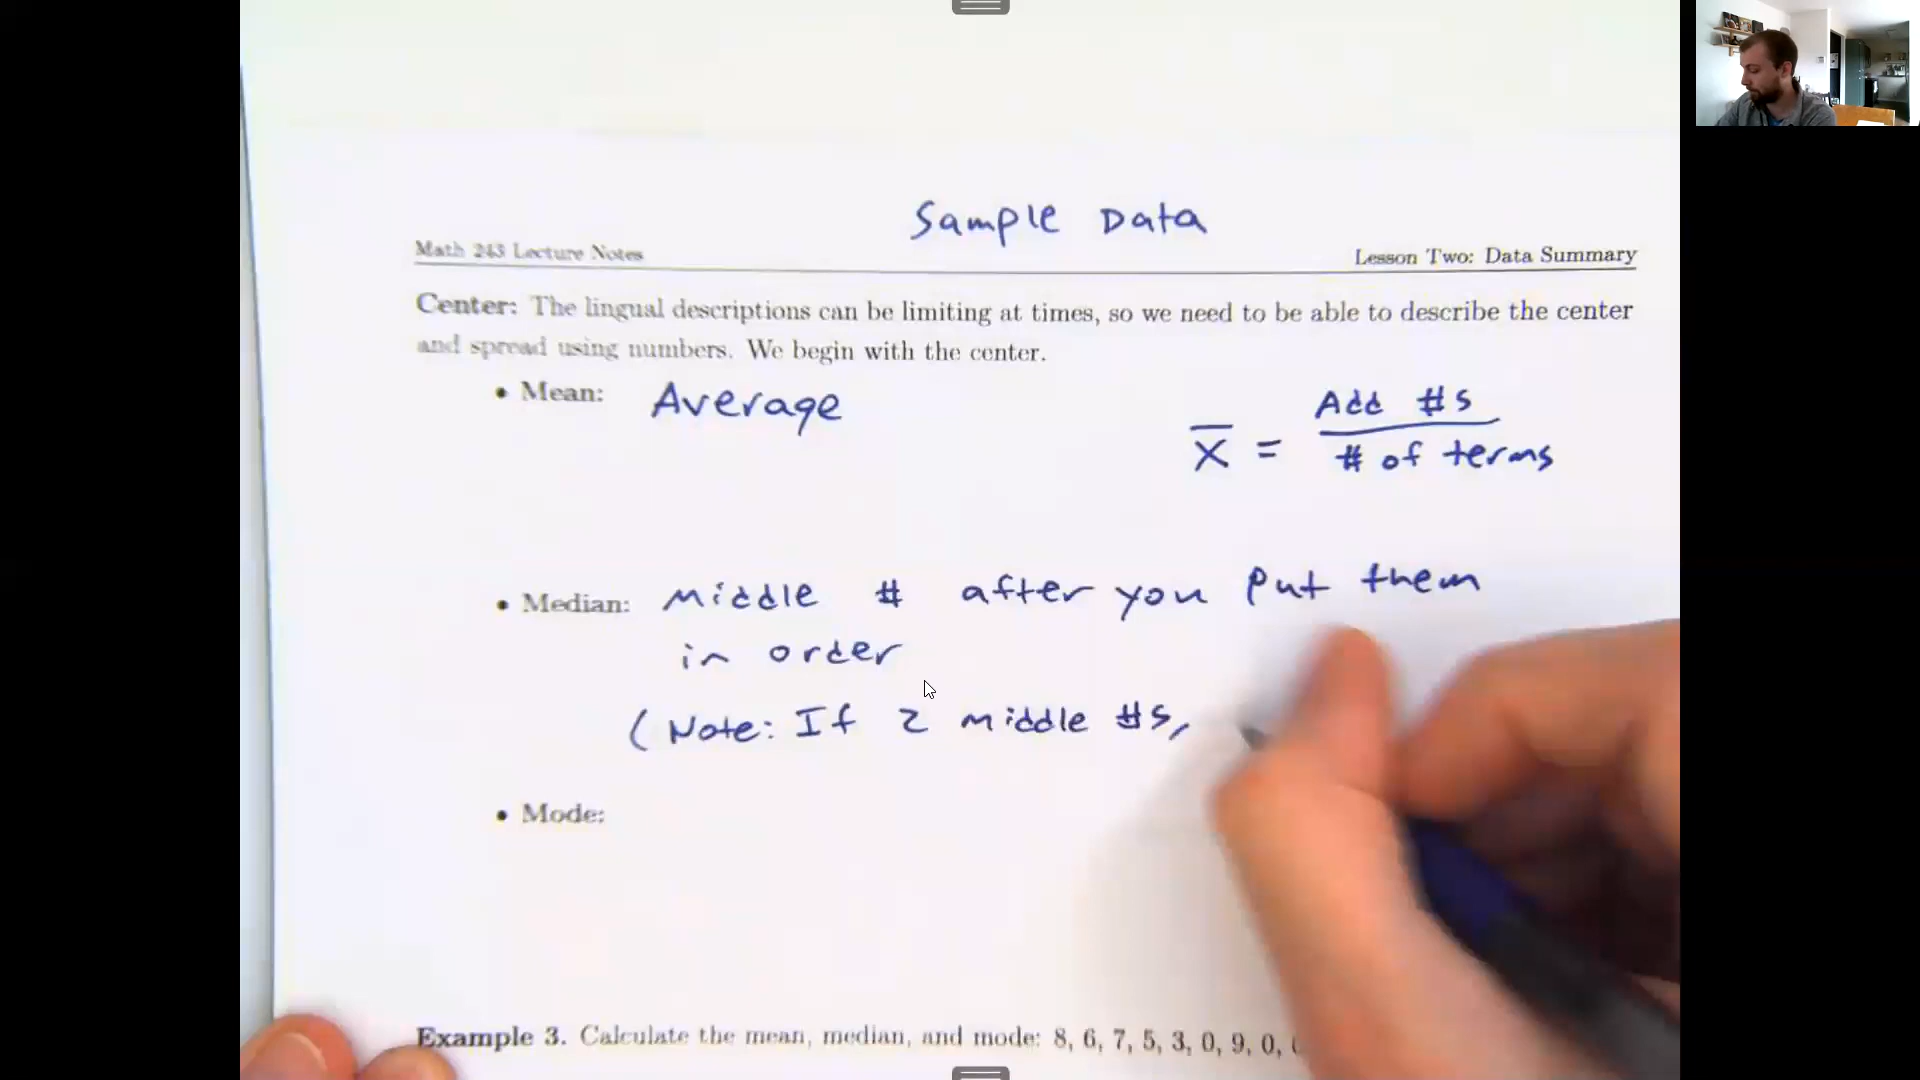 Sample Data
Math 243 Lecture Notes
Lesson Two: Data Summary
Center: The lingual descriptions can be limiting at times, so we need to be able to describe the center
and spread using numbers. We begin with the center.
• Mean: Average
x̄ = Add #s / # of terms
• Median: Middle # after you put them
in order
(Note: If 2 middle #s,
• Mode:
Example 3. Calculate the mean, median, and mode: 8, 6, 7, 5, 3, 0, 9, 0,